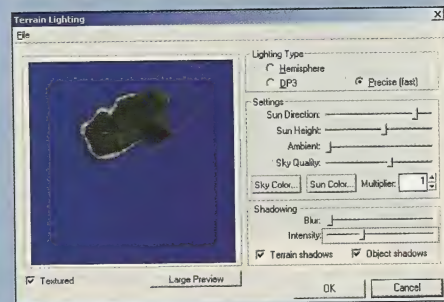 Terrain Lighting
File
Lighting Type
Hemisphere
DP3
Precise (fast)
Settings
Sun Direction:
Sun Height:
Ambient:
Sky Quality:
Sky Color...
Sun Color...
Multiplier:
1
Shadowing
Blur:
Intensity:
Terrain shadows
Object shadows
Textured
Large Preview
OK
Cancel